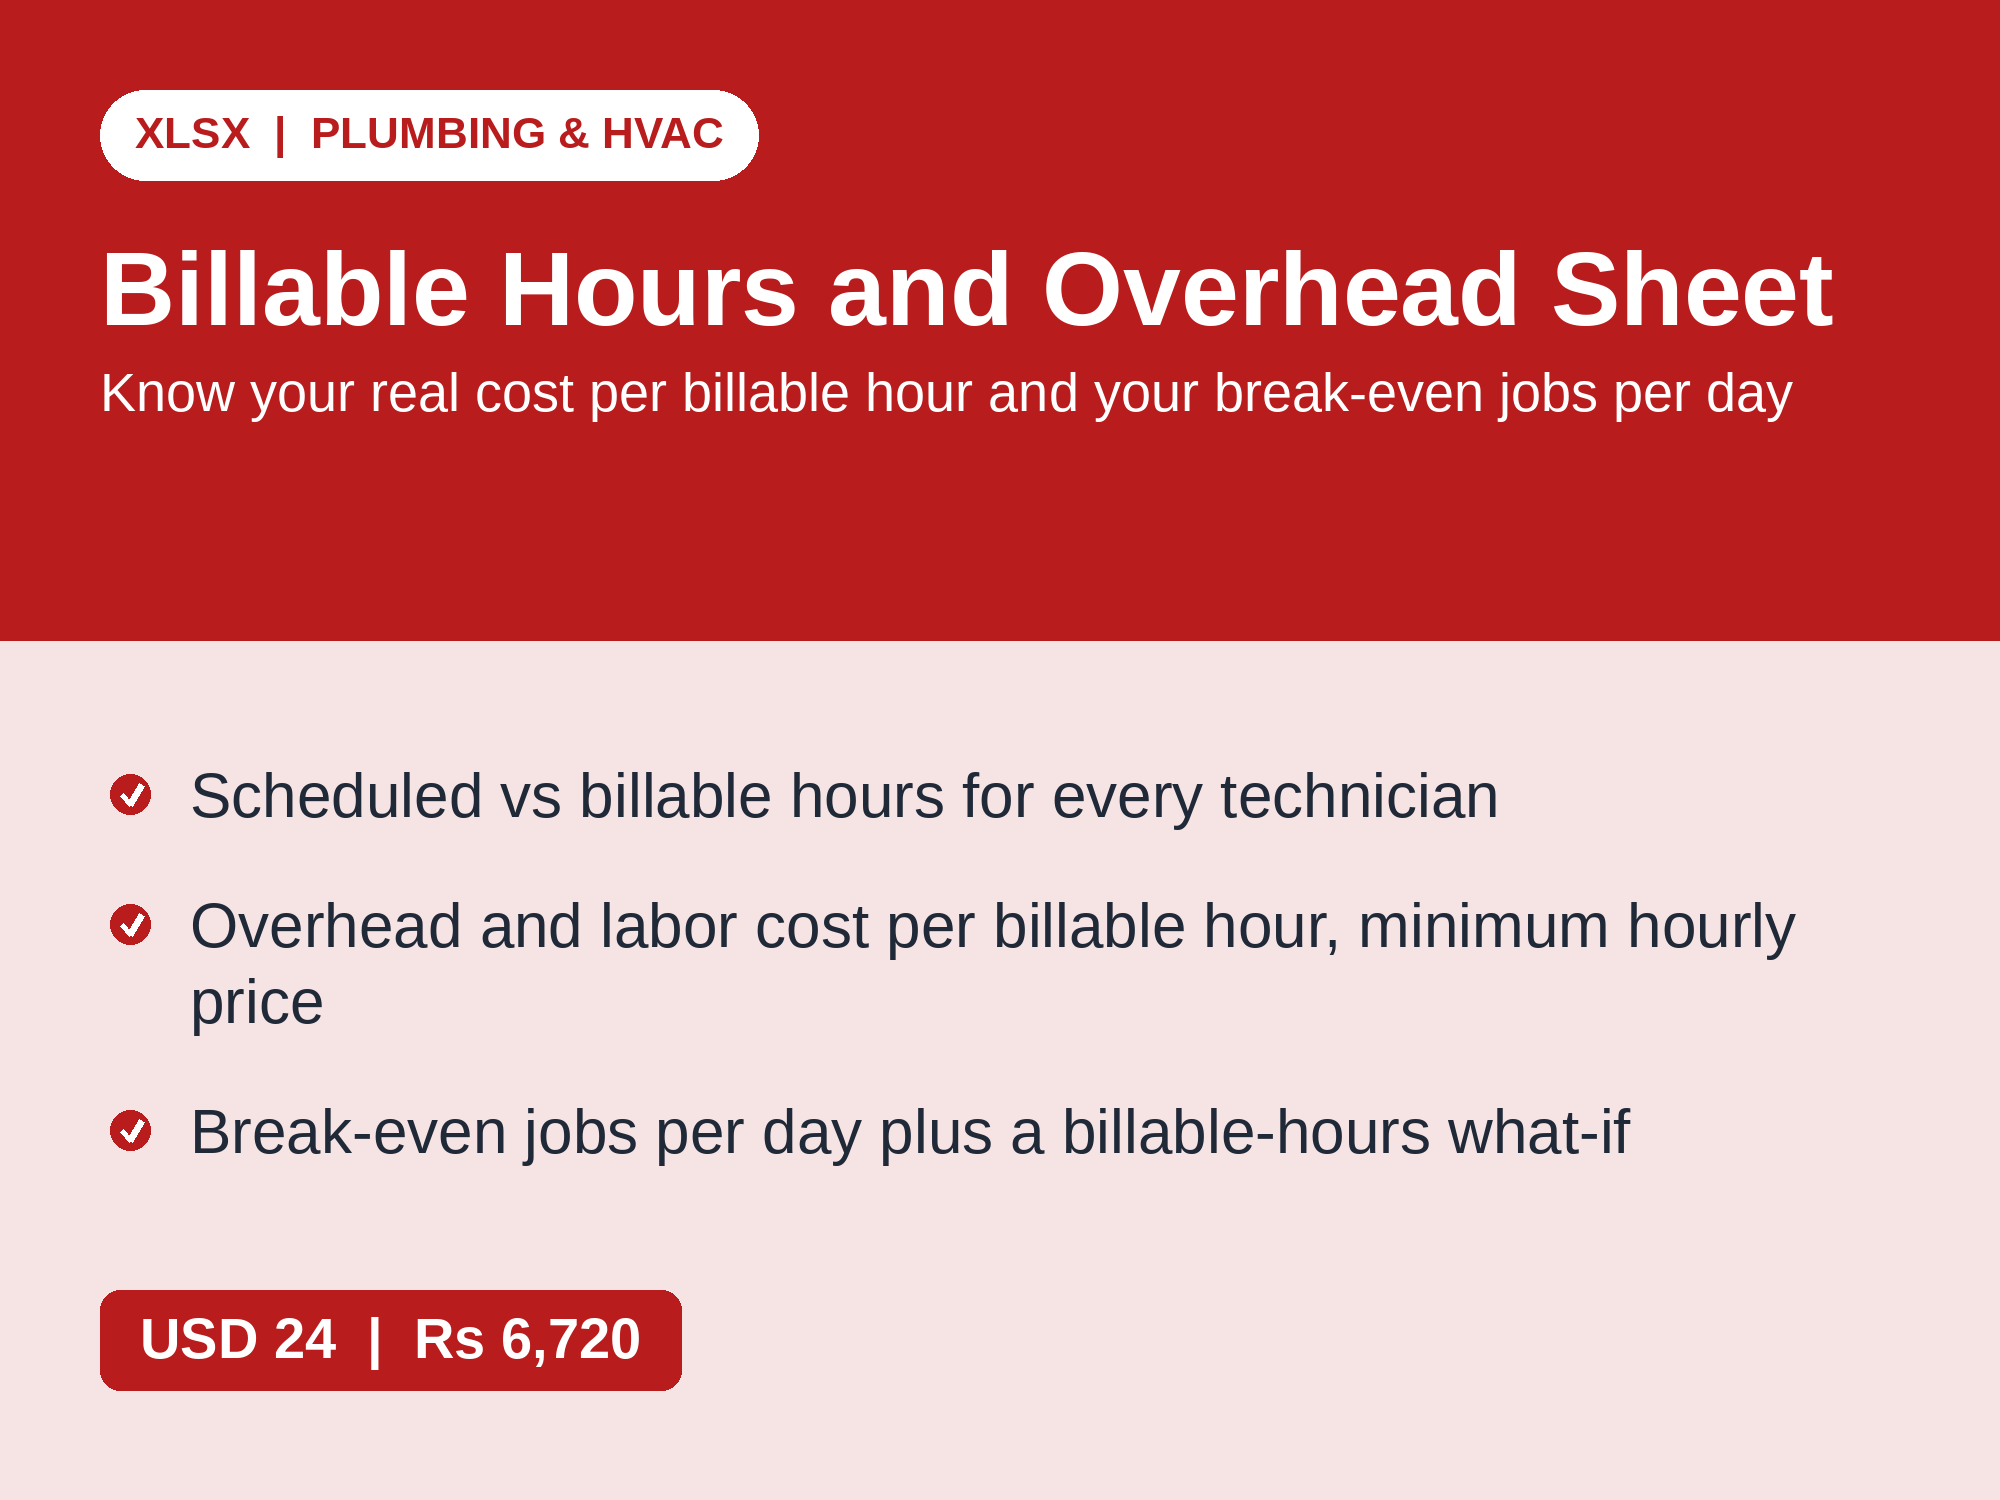 XLSX | PLUMBING & HVAC
Billable Hours and Overhead Sheet
Know your real cost per billable hour and your break-even jobs per day
Scheduled vs billable hours for every technician
Overhead and labor cost per billable hour, minimum hourly
price
Break-even jobs per day plus a billable-hours what-if
USD 24 | Rs 6,720